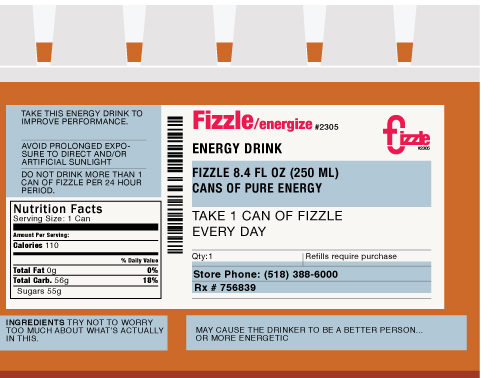 TAKE THIS ENERGY DRINK TO
IMPROVE PERFORMANCE.
AVOID PROLONGED EXPO-
SURE TO DIRECT AND/OR
ARTIFICIAL SUNLIGHT
DO NOT DRINK MORE THAN 1
CAN OF FIZZLE PER 24 HOUR
PERIOD.
Nutrition Facts
Serving Size: 1 Can
Amount Per Serving:
Calories 110
% Daily Value
Total Fat 0g 0%
Total Carb. 56g 18%
Sugars 55g
Fizzle/energize #2305
fizzle
#2305
ENERGY DRINK
FIZZLE 8.4 FL OZ (250 ML)
CANS OF PURE ENERGY
TAKE 1 CAN OF FIZZLE
EVERY DAY
Qty:1 Refills require purchase
Store Phone: (518) 388-6000
Rx # 756839
INGREDIENTS TRY NOT TO WORRY
TOO MUCH ABOUT WHAT'S ACTUALLY
IN THIS.
MAY CAUSE THE DRINKER TO BE A BETTER PERSON...
OR MORE ENERGETIC